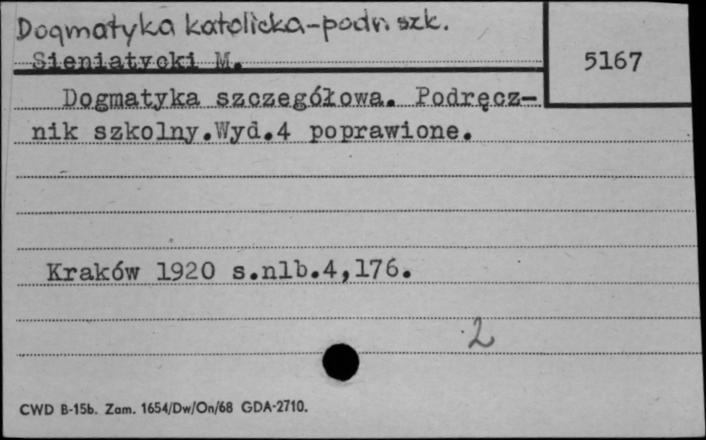 Dogmatyka katolicka-podr. szk.
Sieniatycki M.
5167
Dogmatyka szczegółowa. Podręcz-
nik szkolny.Wyd.4 poprawione.
Kraków 1920 s.nlb.4,176.
2
CWD B-15b. Zam. 1654/Dw/On/68 GDA-2710.